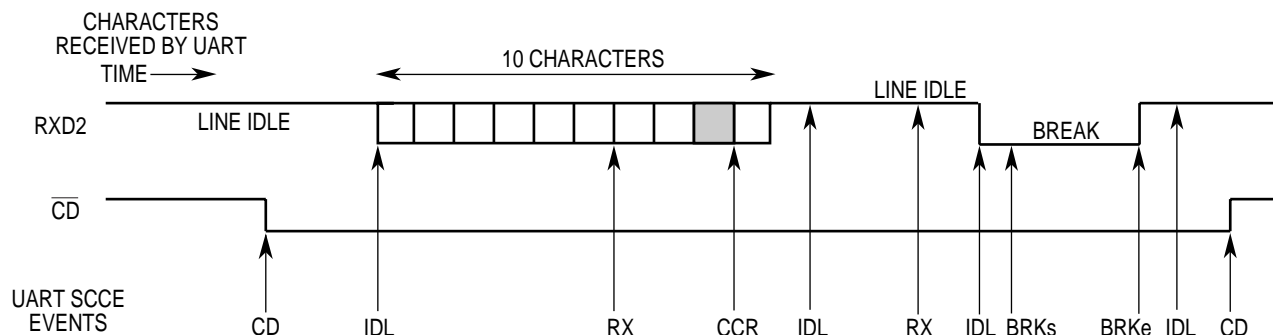 CHARACTERS
RECEIVED BY UART
TIME
10 CHARACTERS
RXD2
LINE IDLE
LINE IDLE
BREAK
CD
UART SCCE
EVENTS
CD
IDL
RX
CCR
IDL
RX
IDL
BRKs
BRKe
IDL
CD